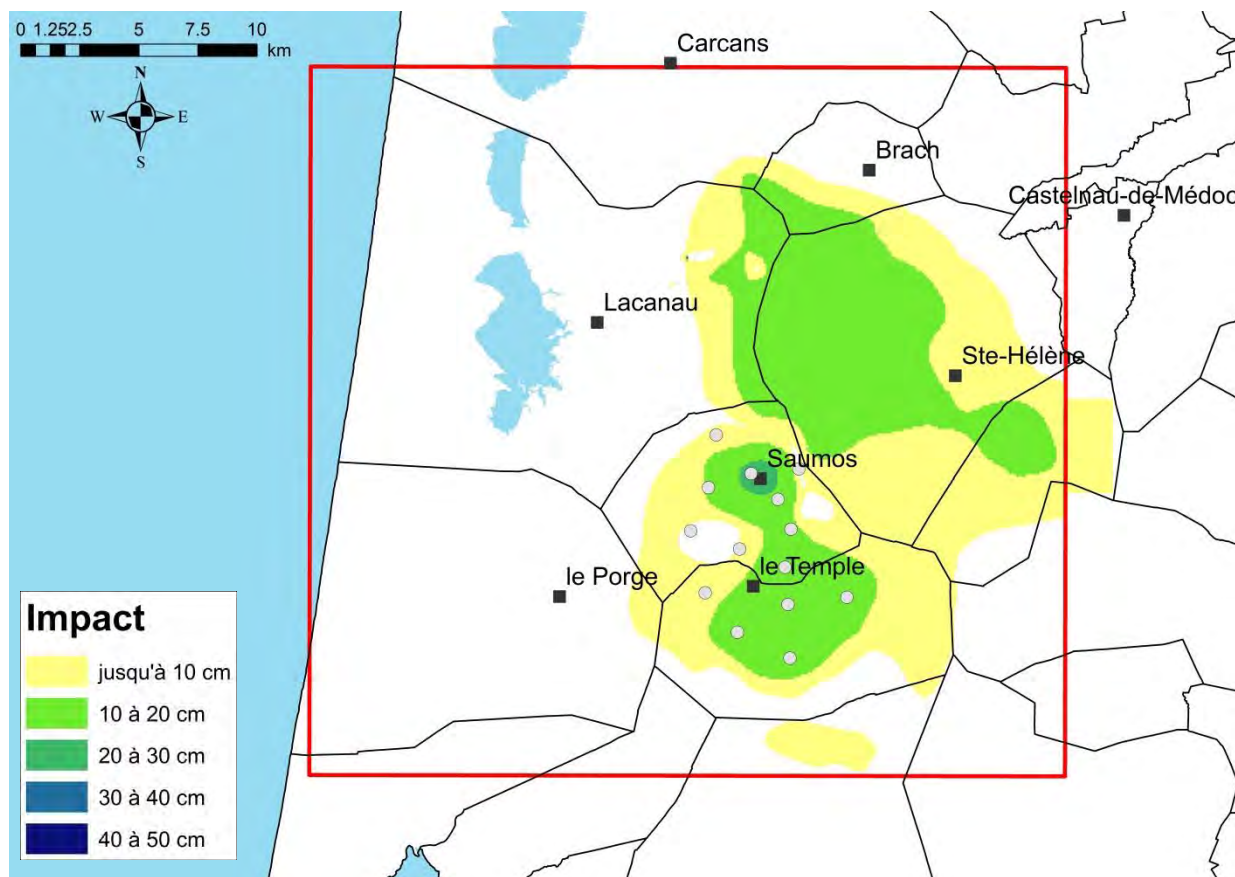 0 1.25 2.5 5 7.5 10
km
N
W E
S
Carcans
Brach
Castelnau-de-Médoc
Lacanau
Ste-Hélène
Saumos
le Temple
le Porge
Impact
jusqu'à 10 cm
10 à 20 cm
20 à 30 cm
30 à 40 cm
40 à 50 cm